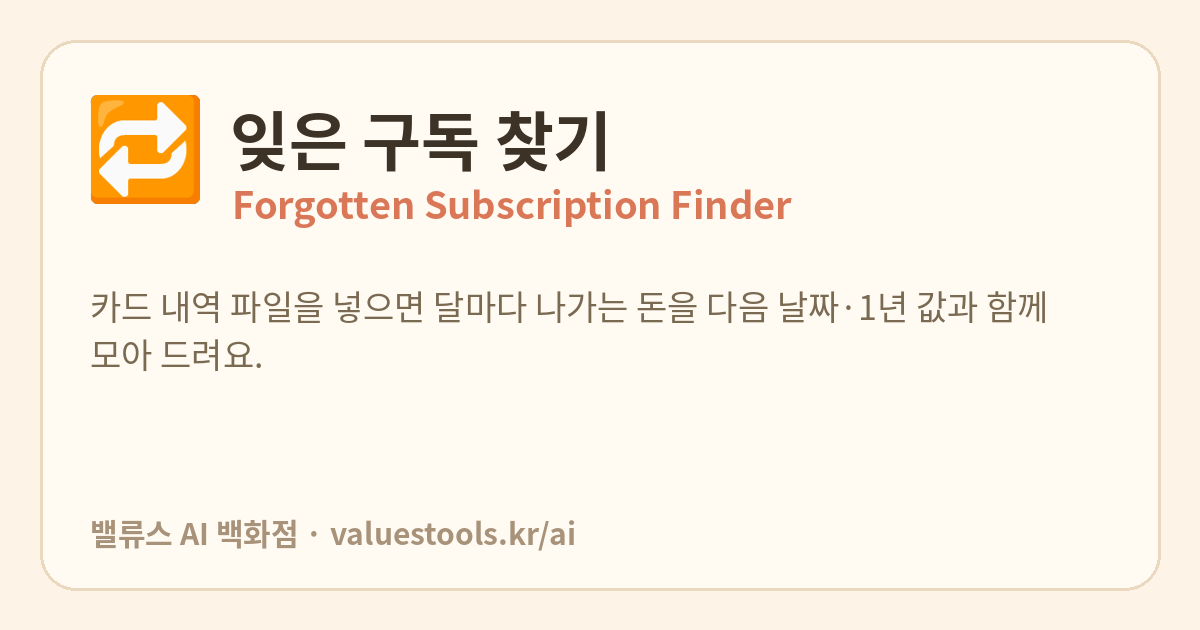 잊은 구독 찾기
Forgotten Subscription Finder
카드 내역 파일을 넣으면 달마다 나가는 돈을 다음 날짜·1년 값과 함께
모아 드려요.
밸류스 AI 백화점 · valuestools.kr/ai